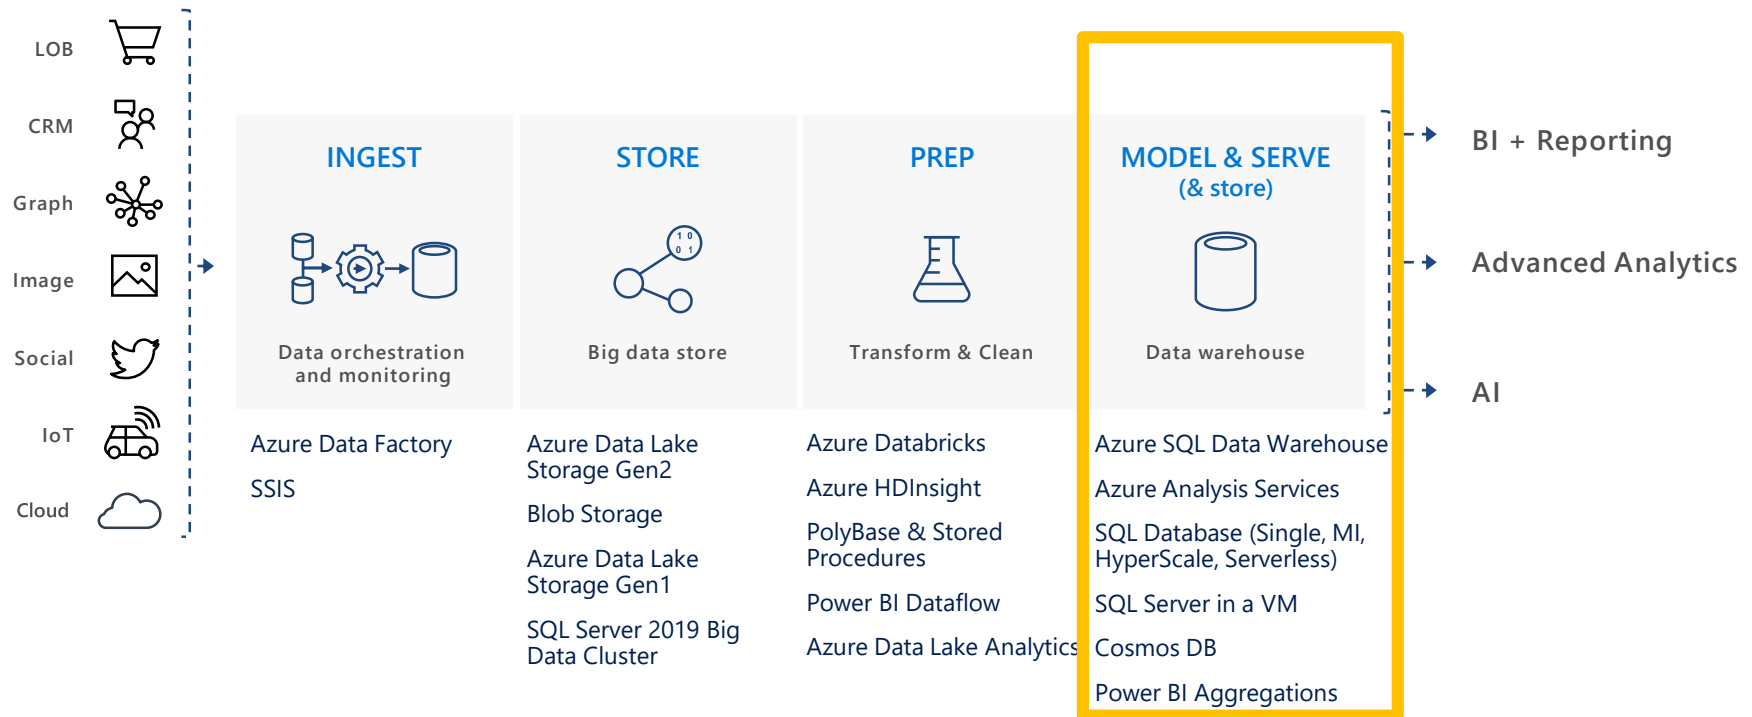 LOB
CRM
Graph
Image
Social
IoT
Cloud
INGEST
Data orchestration
and monitoring
Azure Data Factory
SSIS
STORE
1 0
0 1
Big data store
Azure Data Lake
Storage Gen2
Blob Storage
Azure Data Lake
Storage Gen1
SQL Server 2019 Big
Data Cluster
PREP
Transform & Clean
Azure Databricks
Azure HDInsight
PolyBase & Stored
Procedures
Power BI Dataflow
Azure Data Lake Analytics
MODEL & SERVE
(& store)
Data warehouse
Azure SQL Data Warehouse
Azure Analysis Services
SQL Database (Single, MI,
HyperScale, Serverless)
SQL Server in a VM
Cosmos DB
Power BI Aggregations
BI + Reporting
Advanced Analytics
AI